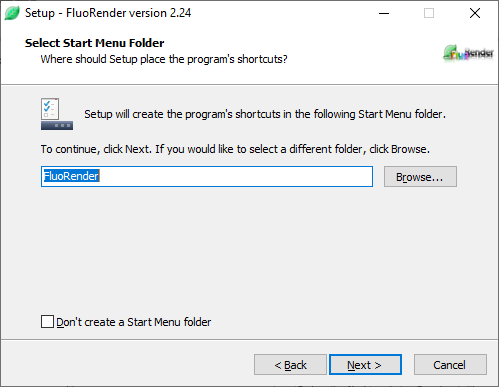 Setup - FluoRender version 2.24
Select Start Menu Folder
Where should Setup place the program's shortcuts?
FluoRender
Setup will create the program's shortcuts in the following Start Menu folder.
To continue, click Next. If you would like to select a different folder, click Browse.
FluoRender
Browse...
Don't create a Start Menu folder
< Back
Next >
Cancel